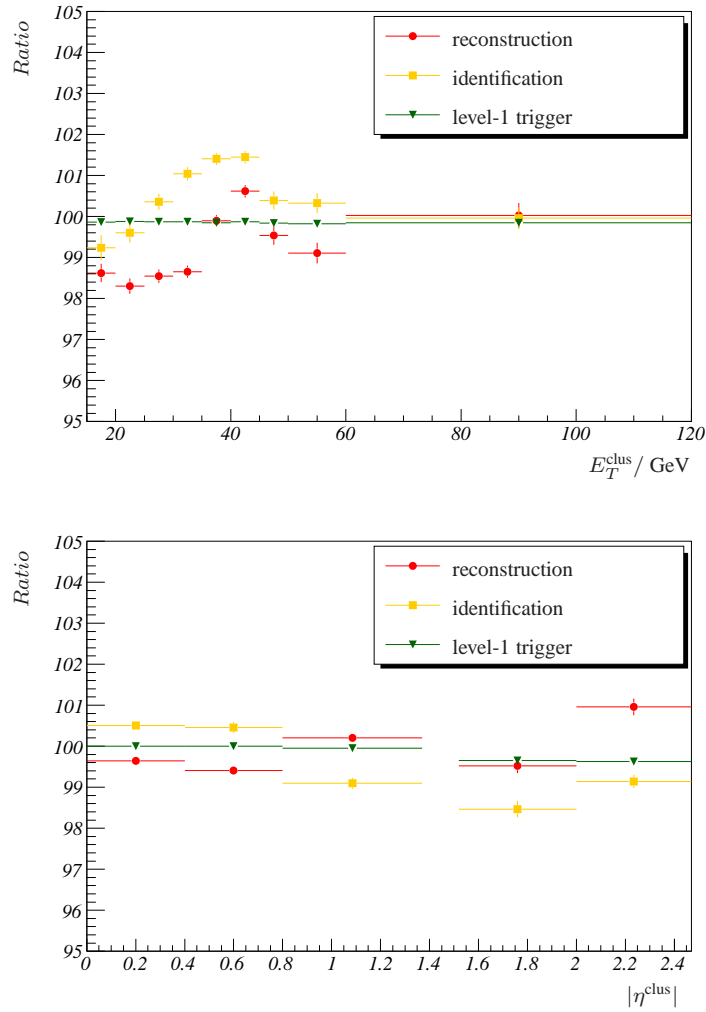 Ratio
105
104
103
102
101
100
99
98
97
96
95
reconstruction
identification
level-1 trigger
20 40 60 80 100 120
E_T^clus / GeV
Ratio
105
104
103
102
101
100
99
98
97
96
95
reconstruction
identification
level-1 trigger
0 0.2 0.4 0.6 0.8 1 1.2 1.4 1.6 1.8 2 2.2 2.4
|η^clus|